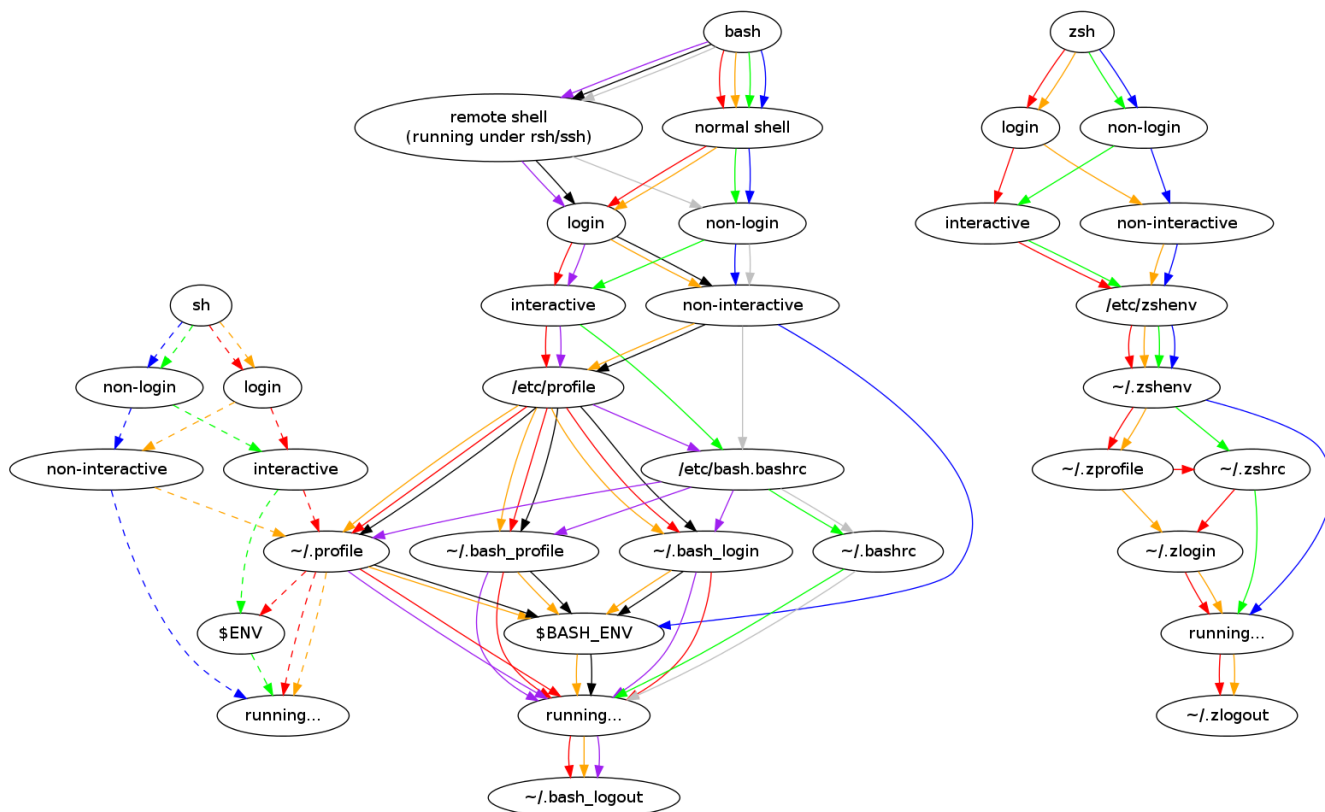 bash
zsh
remote shell
(running under rsh/ssh)
normal shell
login
non-login
login
non-login
interactive
non-interactive
sh
interactive
non-interactive
/etc/zshenv
non-login
login
/etc/profile
~/.zshenv
non-interactive
interactive
/etc/bash.bashrc
~/.zprofile
~/.zshrc
~/.profile
~/.bash_profile
~/.bash_login
~/.bashrc
~/.zlogin
$ENV
$BASH_ENV
running...
running...
running...
~/.zlogout
~/.bash_logout